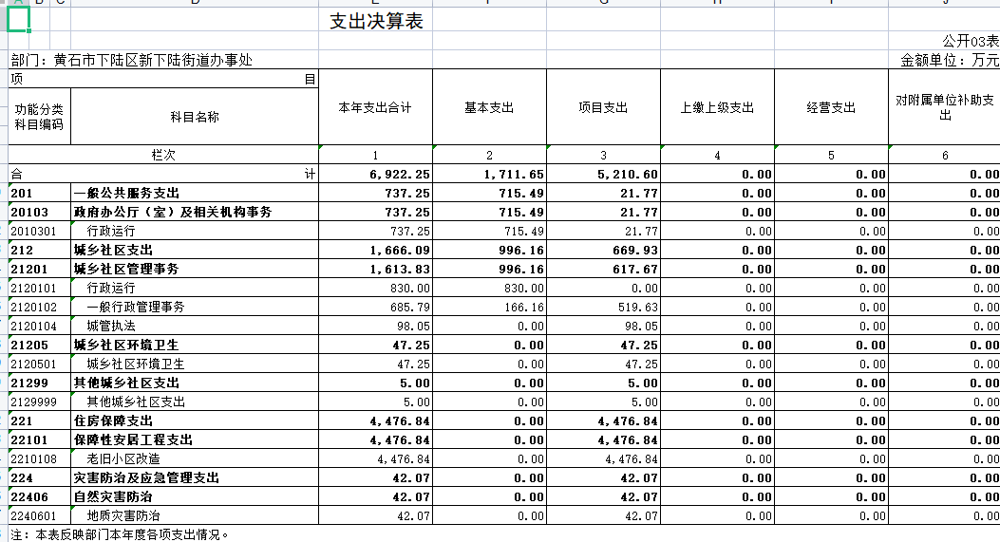 支出决算表
公开03表
部门：黄石市下陆区新下陆街道办事处 金额单位：万元
项 目 本年支出合计 基本支出 项目支出 上缴上级支出 经营支出 对附属单位补助支出
功能分类科目编码 科目名称
栏次 1 2 3 4 5 6
合 计 6,922.25 1,711.65 5,210.60 0.00 0.00 0.00
201 一般公共服务支出 737.25 715.49 21.77 0.00 0.00 0.00
20103 政府办公厅（室）及相关机构事务 737.25 715.49 21.77 0.00 0.00 0.00
2010301 行政运行 737.25 715.49 21.77 0.00 0.00 0.00
212 城乡社区支出 1,666.09 996.16 669.93 0.00 0.00 0.00
21201 城乡社区管理事务 1,613.83 996.16 617.67 0.00 0.00 0.00
2120101 行政运行 830.00 830.00 0.00 0.00 0.00 0.00
2120102 一般行政管理事务 685.79 166.16 519.63 0.00 0.00 0.00
2120104 城管执法 98.05 0.00 98.05 0.00 0.00 0.00
21205 城乡社区环境卫生 47.25 0.00 47.25 0.00 0.00 0.00
2120501 城乡社区环境卫生 47.25 0.00 47.25 0.00 0.00 0.00
21299 其他城乡社区支出 5.00 0.00 5.00 0.00 0.00 0.00
2129999 其他城乡社区支出 5.00 0.00 5.00 0.00 0.00 0.00
221 住房保障支出 4,476.84 0.00 4,476.84 0.00 0.00 0.00
22101 保障性安居工程支出 4,476.84 0.00 4,476.84 0.00 0.00 0.00
2210108 老旧小区改造 4,476.84 0.00 4,476.84 0.00 0.00 0.00
224 灾害防治及应急管理支出 42.07 0.00 42.07 0.00 0.00 0.00
22406 自然灾害防治 42.07 0.00 42.07 0.00 0.00 0.00
2240601 地质灾害防治 42.07 0.00 42.07 0.00 0.00 0.00
注：本表反映部门本年度各项支出情况。